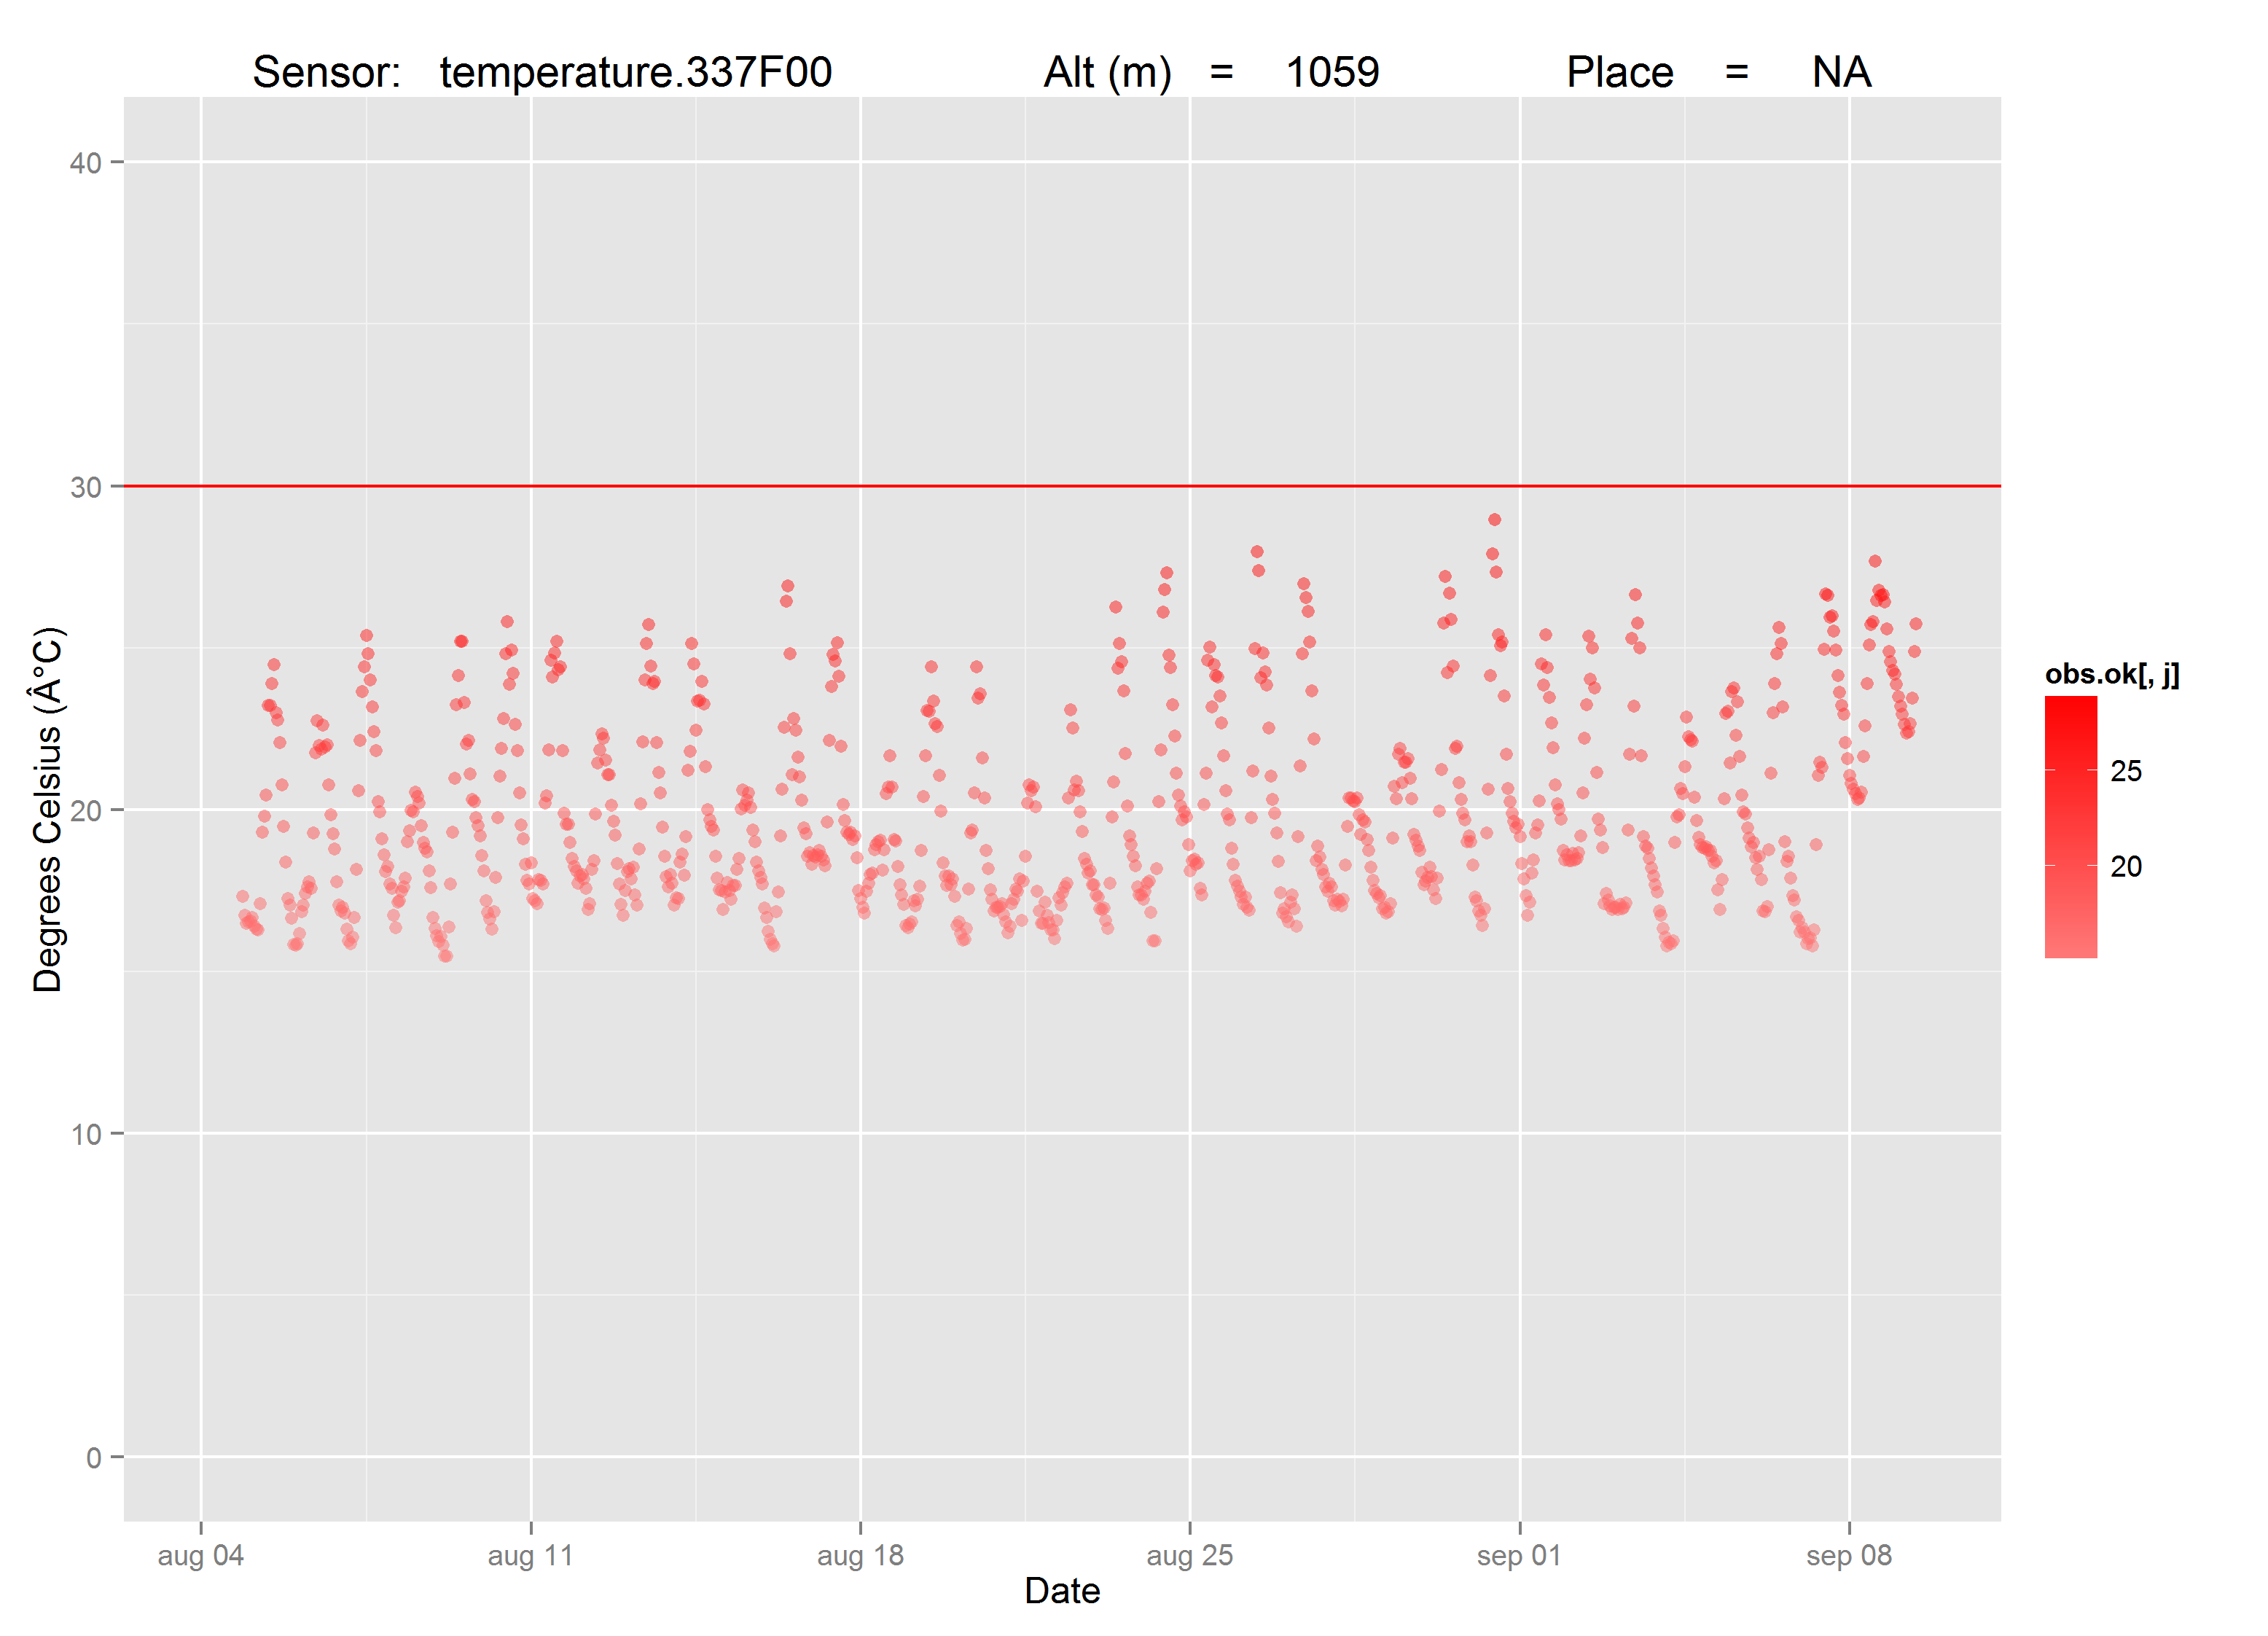 Sensor: temperature.337F00 Alt (m) = 1059 Place = NA
40
30
20
10
0
Degrees Celsius (Â°C)
aug 04 aug 11 aug 18 aug 25 sep 01 sep 08
Date
obs.ok[, j]
25
20